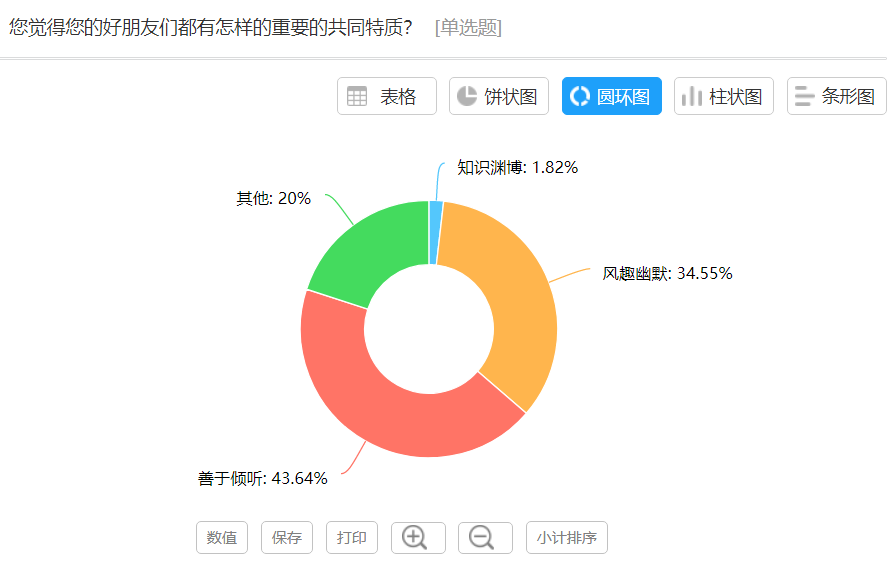 您觉得您的好朋友们都有怎样的重要的共同特质? [单选题]
表格 饼状图 圆环图 柱状图 条形图
知识渊博: 1.82%
其他: 20%
风趣幽默: 34.55%
善于倾听: 43.64%
数值 保存 打印 小计排序